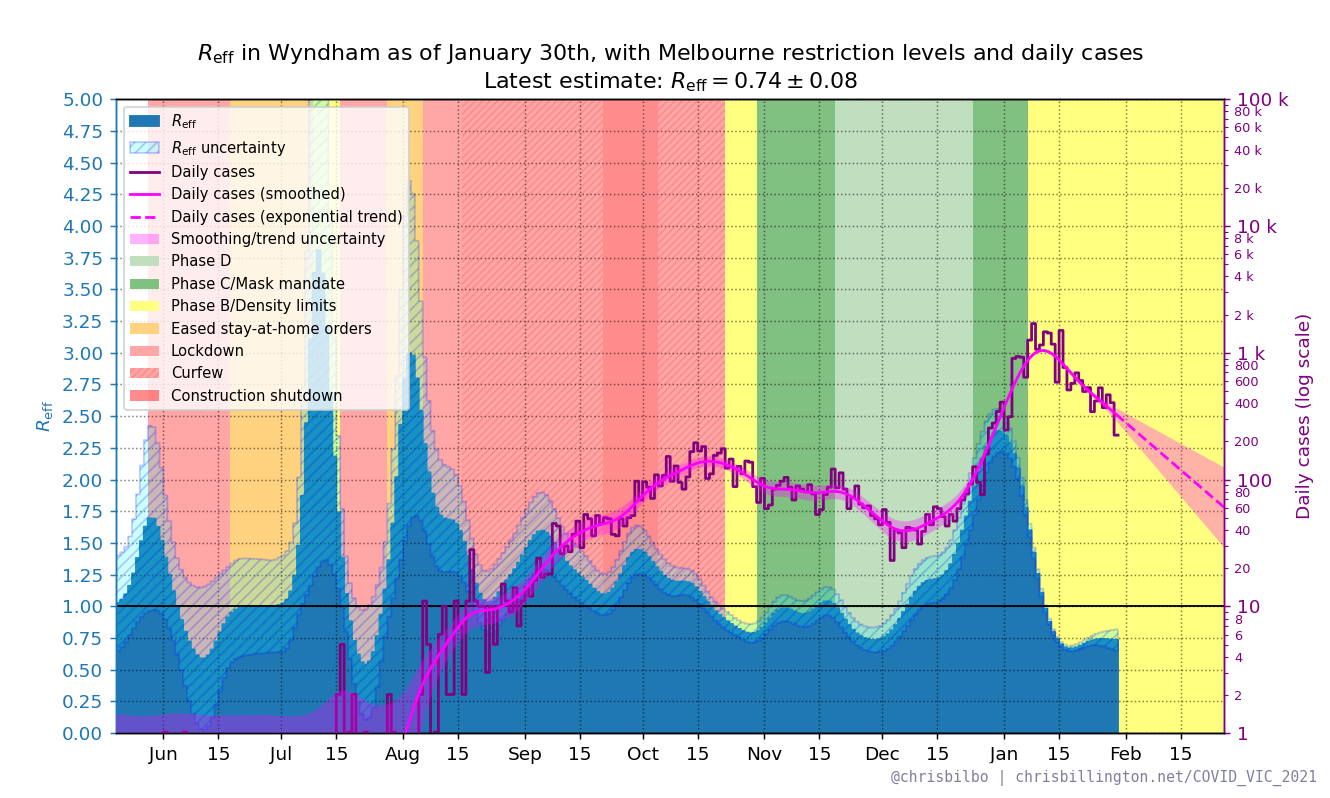 Reff in Wyndham as of January 30th, with Melbourne restriction levels and daily cases
Latest estimate: Reff = 0.74 ± 0.08
5.00
4.75
4.50
4.25
4.00
3.75
3.50
3.25
3.00
2.75
2.50
2.25
2.00
1.75
1.50
1.25
1.00
0.75
0.50
0.25
0.00
Reff
Reff
Reff uncertainty
Daily cases
Daily cases (smoothed)
Daily cases (exponential trend)
Smoothing/trend uncertainty
Phase D
Phase C/Mask mandate
Phase B/Density limits
Eased stay-at-home orders
Lockdown
Curfew
Construction shutdown
100 k
80 k
60 k
40 k
20 k
10 k
8 k
6 k
4 k
2 k
1 k
800
600
400
200
100
80
60
40
20
10
8
6
4
2
1
Daily cases (log scale)
Jun 15 Jul 15 Aug 15 Sep 15 Oct 15 Nov 15 Dec 15 Jan 15 Feb 15
@chrisbilbo | chrisbillington.net/COVID_VIC_2021